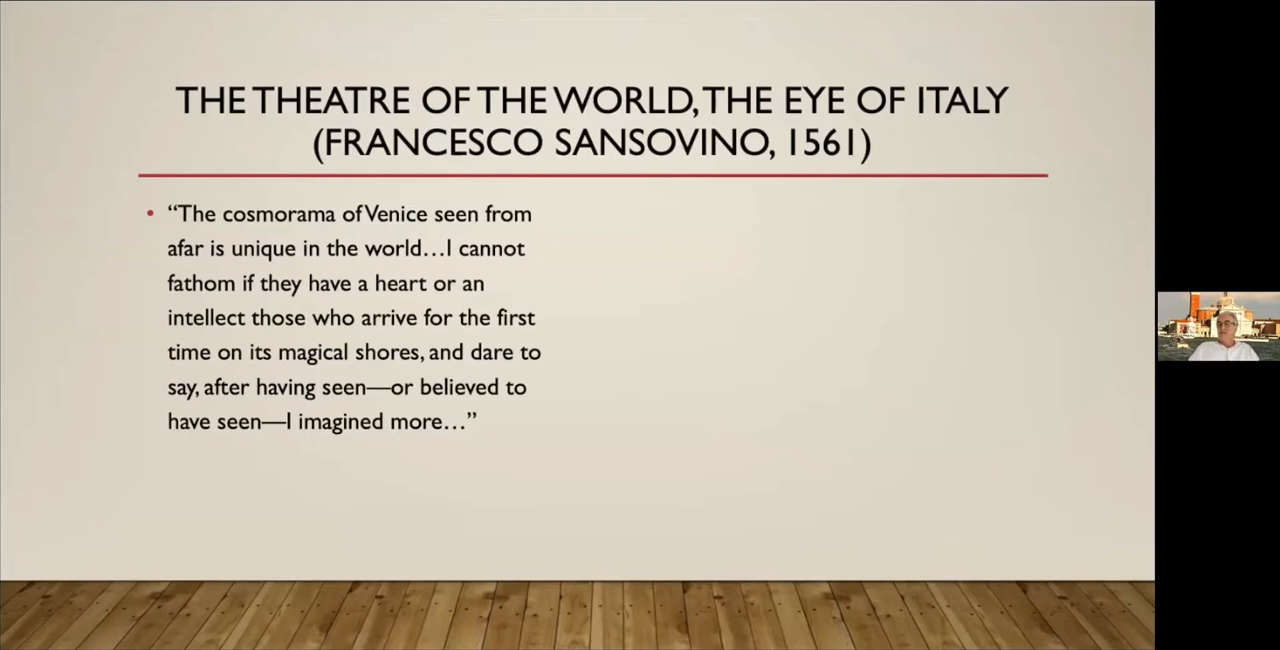 THE THEATRE OF THE WORLD, THE EYE OF ITALY
(FRANCESCO SANSOVINO, 1561)
• “The cosmorama of Venice seen from
afar is unique in the world…I cannot
fathom if they have a heart or an
intellect those who arrive for the first
time on its magical shores, and dare to
say, after having seen—or believed to
have seen—I imagined more…”